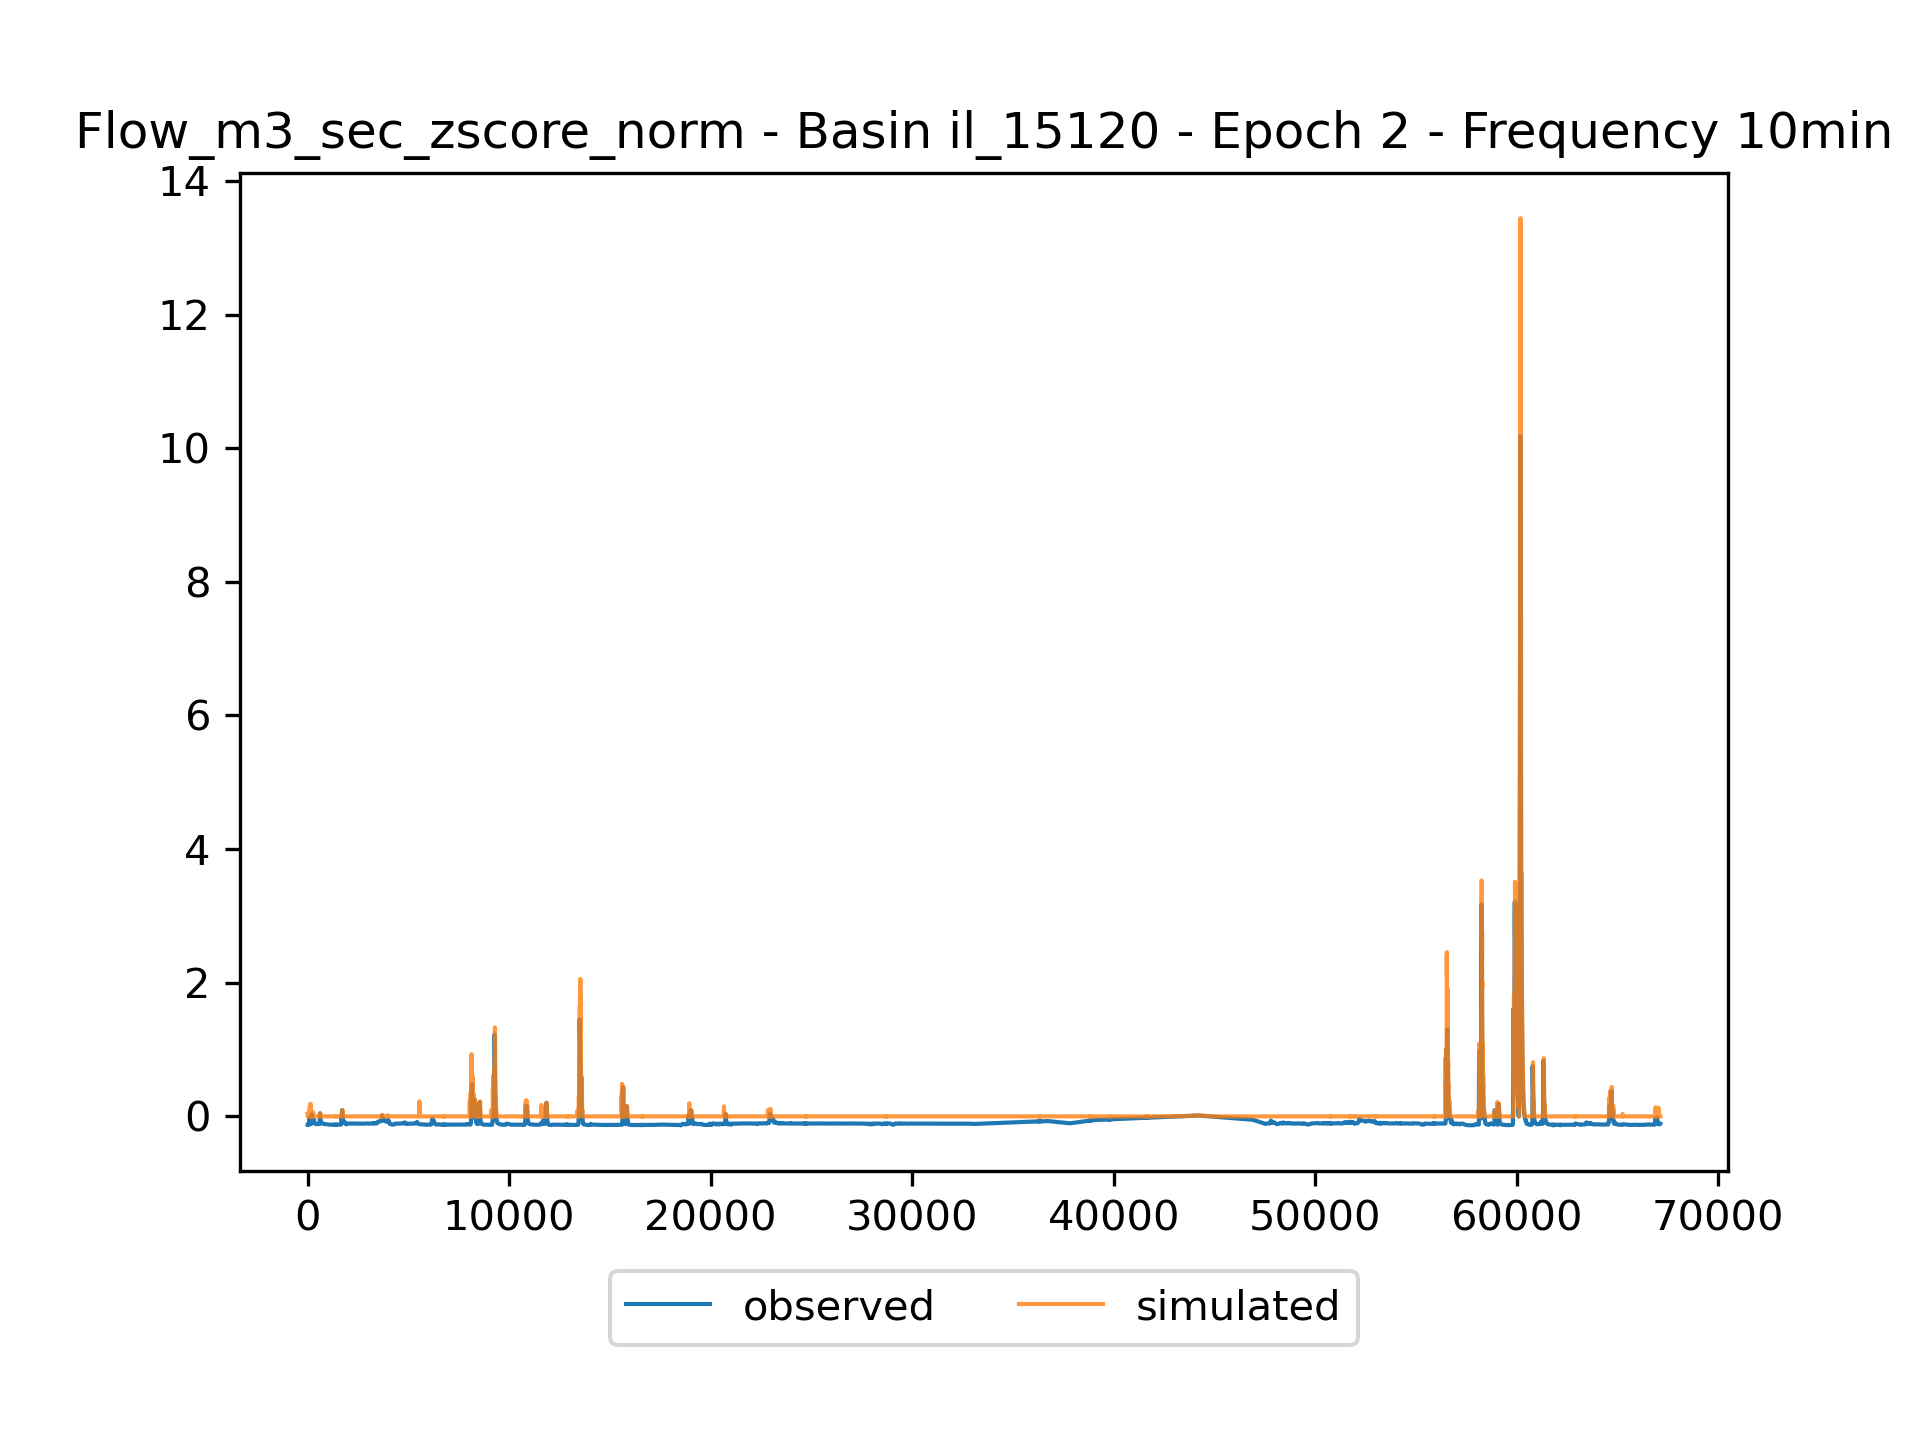 Flow_m3_sec_zscore_norm - Basin il_15120 - Epoch 2 - Frequency 10min
14
12
10
8
6
4
2
0
0 10000 20000 30000 40000 50000 60000 70000
observed simulated